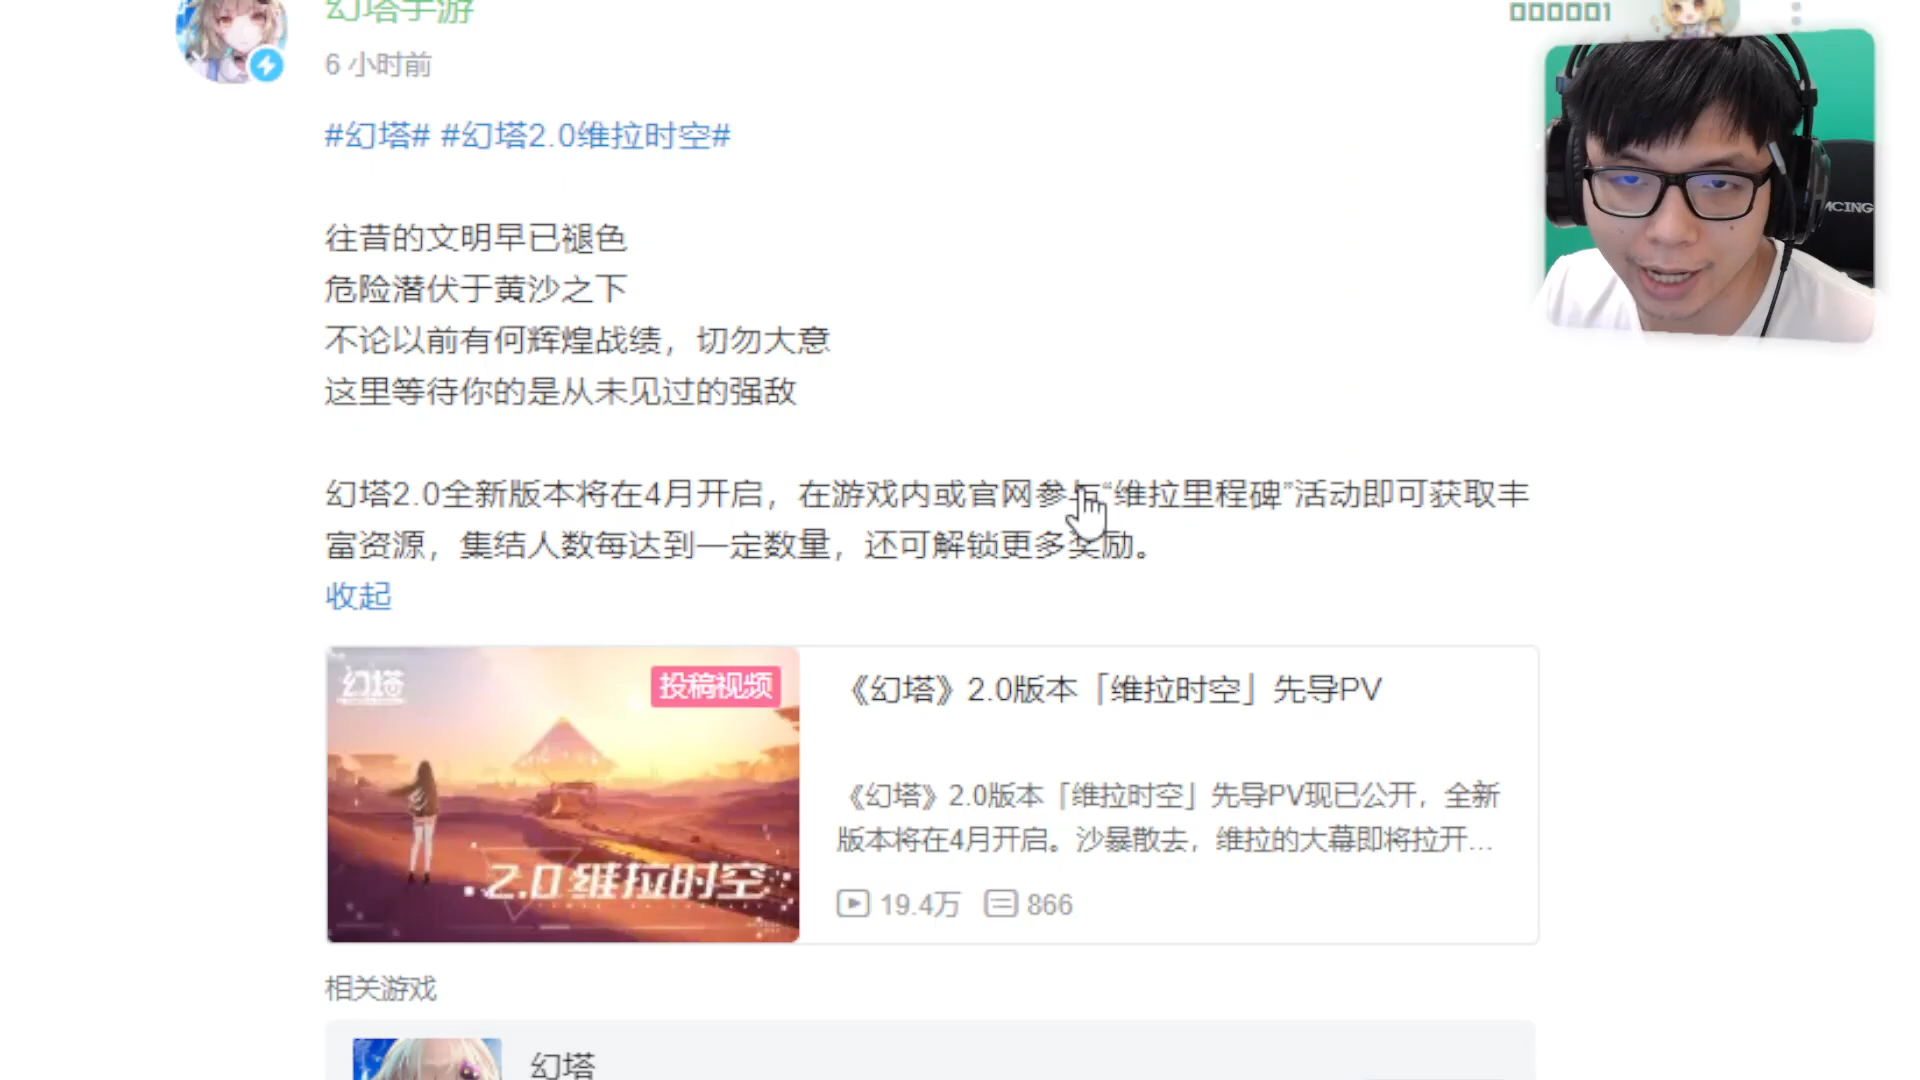 幻塔手游
000001
6 小时前
#幻塔# #幻塔2.0维拉时空#
往昔的文明早已褪色
危险潜伏于黄沙之下
不论以前有何辉煌战绩，切勿大意
这里等待你的是从未见过的强敌
幻塔2.0全新版本将在4月开启，在游戏内或官网参与“维拉里程碑”活动即可获取丰
富资源，集结人数每达到一定数量，还可解锁更多奖励。
收起
幻塔
投稿视频
2.0维拉时空
《幻塔》2.0版本「维拉时空」先导PV
《幻塔》2.0版本「维拉时空」先导PV现已公开，全新
版本将在4月开启。沙暴散去，维拉的大幕即将拉开...
19.4万 866
相关游戏
幻塔